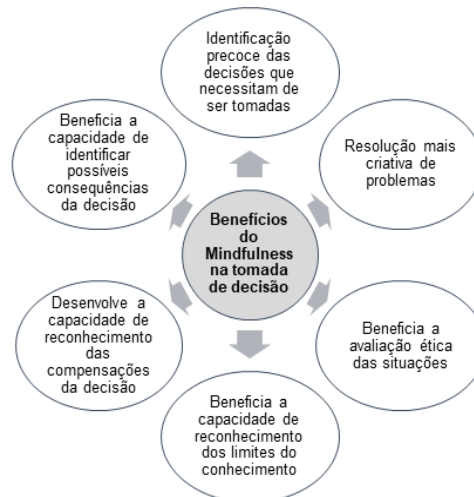 Identificação
precoce das
decisões que
necessitam de
ser tomadas
Resolução mais
criativa de
problemas
Beneficia a
avaliação ética
das situações
Beneficia a
capacidade de
reconhecimento
dos limites do
conhecimento
Desenvolve a
capacidade de
reconhecimento
das
compensações
da decisão
Beneficia a
capacidade de
identificar
possíveis
consequências
da decisão
Benefícios
do
Mindfulness
na tomada
de decisão